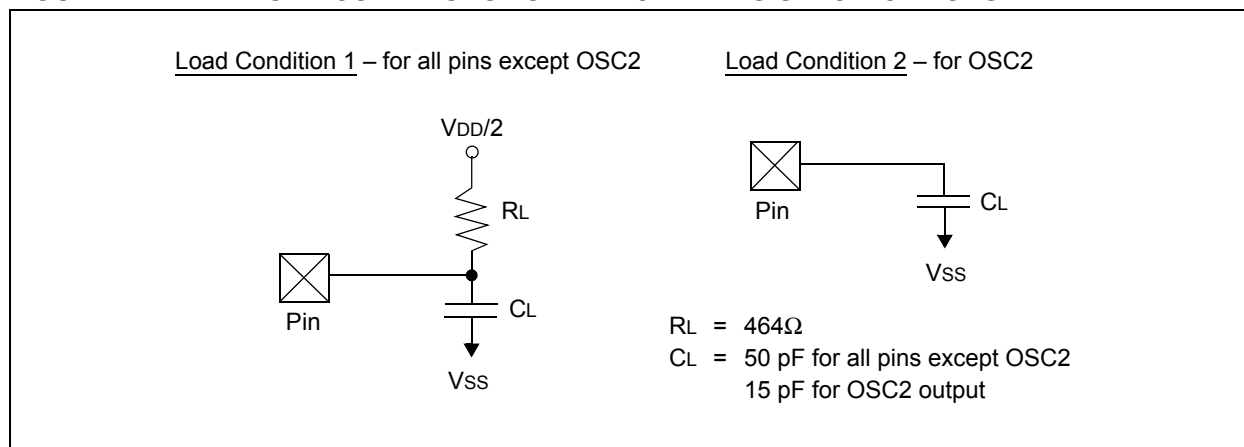 Load Condition 1 – for all pins except OSC2
Load Condition 2 – for OSC2
VDD/2
RL
Pin
CL
VSS
Pin
CL
VSS
RL = 464Ω
CL = 50 pF for all pins except OSC2
15 pF for OSC2 output